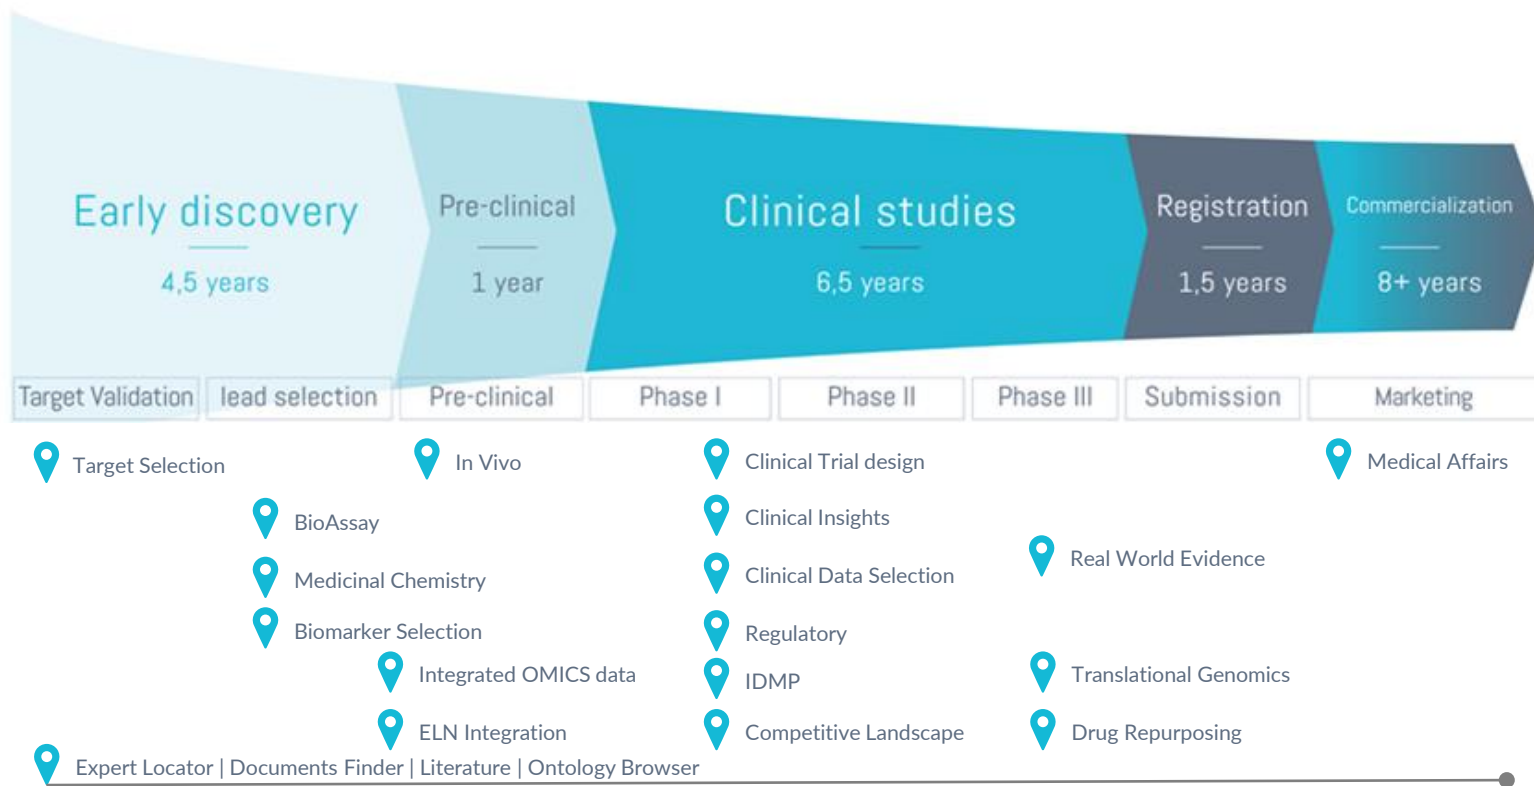 Early discovery
4,5 years
Pre-clinical
1 year
Clinical studies
6,5 years
Registration
1,5 years
Commercialization
8+ years
Target Validation
lead selection
Pre-clinical
Phase I
Phase II
Phase III
Submission
Marketing
Target Selection
In Vivo
Clinical Trial design
Medical Affairs
BioAssay
Clinical Insights
Real World Evidence
Medicinal Chemistry
Clinical Data Selection
Biomarker Selection
Regulatory
Integrated OMICS data
IDMP
Translational Genomics
ELN Integration
Competitive Landscape
Drug Repurposing
Expert Locator | Documents Finder | Literature | Ontology Browser